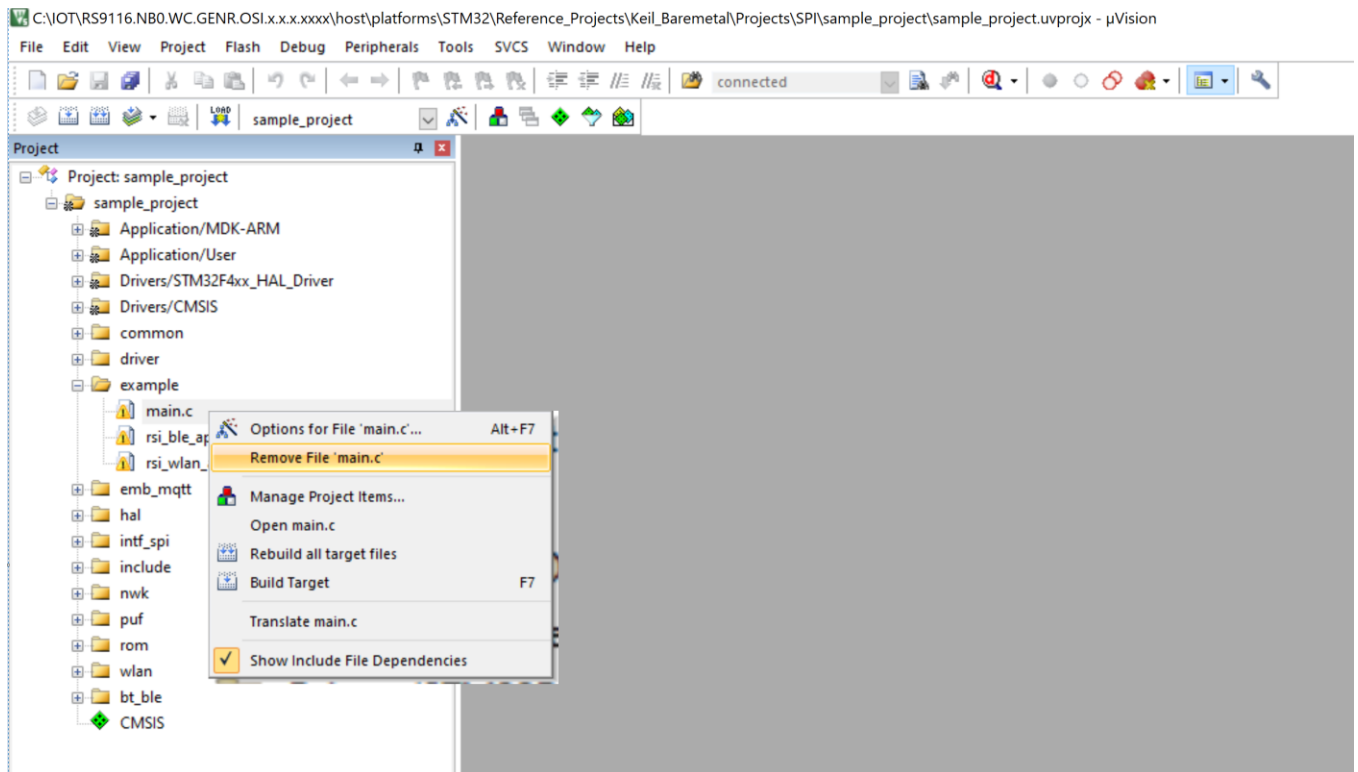 C:\IOT\RS9116.NB0.WC.GENR.OSI.x.x.x.xxxx\host\platforms\STM32\Reference_Projects\Keil_Baremetal\Projects\SPI\sample_project\sample_project.uvprojx - µVision
File Edit View Project Flash Debug Peripherals Tools SVCS Window Help
connected
LOAD sample_project
Project
Project: sample_project
sample_project
Application/MDK-ARM
Application/User
Drivers/STM32F4xx_HAL_Driver
Drivers/CMSIS
common
driver
example
main.c
rsi_ble_ap
rsi_wlan_
emb_mqtt
hal
intf_spi
include
nwk
puf
rom
wlan
bt_ble
CMSIS
Options for File 'main.c'... Alt+F7
Remove File 'main.c'
Manage Project Items...
Open main.c
Rebuild all target files
Build Target F7
Translate main.c
Show Include File Dependencies